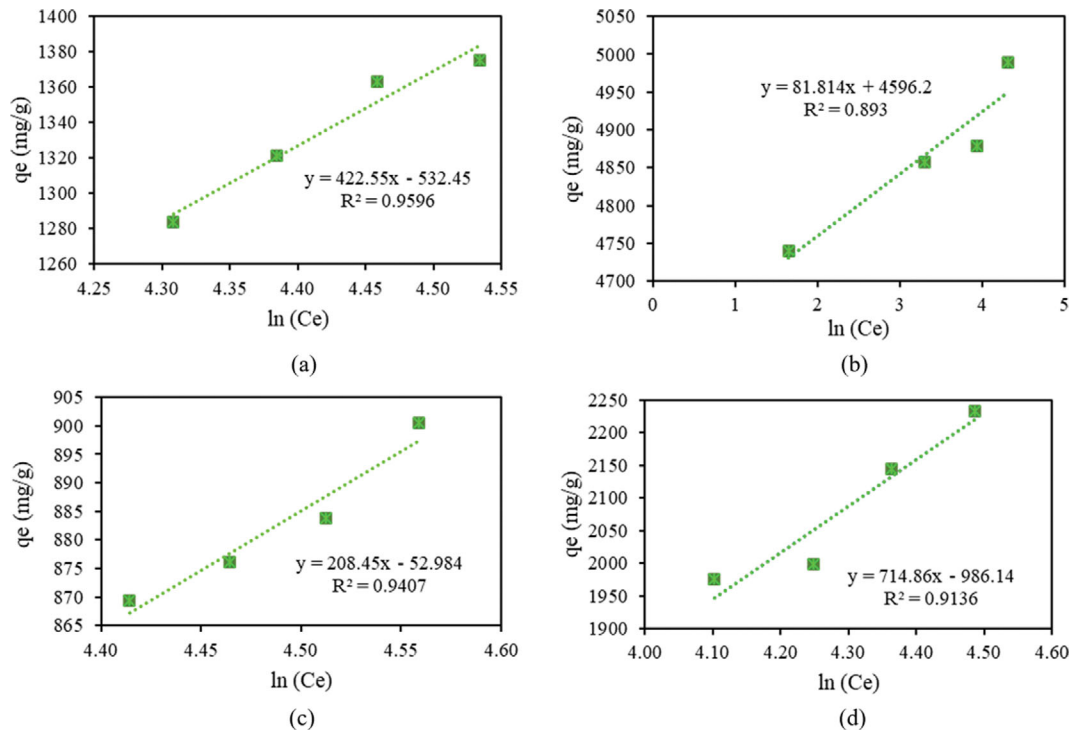 1400
1380
1360
1340
1320
1300
1280
1260
qe (mg/g)
y = 422.55x - 532.45
R² = 0.9596
4.25 4.30 4.35 4.40 4.45 4.50 4.55
ln (Ce)
(a)
5050
5000
4950
4900
4850
4800
4750
4700
qe (mg/g)
y = 81.814x + 4596.2
R² = 0.893
0 1 2 3 4 5
ln (Ce)
(b)
905
900
895
890
885
880
875
870
865
qe (mg/g)
y = 208.45x - 52.984
R² = 0.9407
4.40 4.45 4.50 4.55 4.60
ln (Ce)
(c)
2250
2200
2150
2100
2050
2000
1950
1900
qe (mg/g)
y = 714.86x - 986.14
R² = 0.9136
4.00 4.10 4.20 4.30 4.40 4.50 4.60
ln (Ce)
(d)